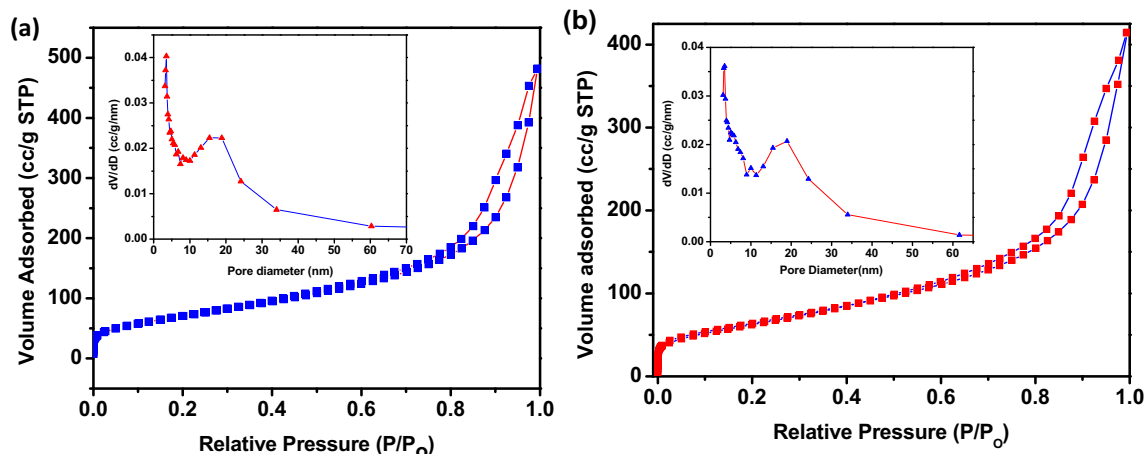 (a)
500
400
300
200
100
0
Volume Adsorbed (cc/g STP)
0.0 0.2 0.4 0.6 0.8 1.0
Relative Pressure (P/P_O)
0.04
0.03
0.02
0.01
0.00
dV/dD (cc/g/nm)
0 10 20 30 40 50 60 70
Pore diameter (nm)
(b)
400
300
200
100
0
Volume adsorbed (cc/g STP)
0.0 0.2 0.4 0.6 0.8 1.0
Relative Pressure (P/P_O)
0.04
0.03
0.02
0.01
0.00
dV/dD (cc/g/nm)
0 10 20 30 40 50 60
Pore Diameter(nm)